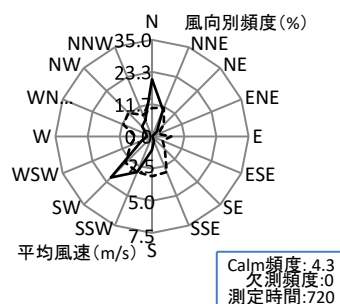 N
風向別頻度(%)
35.0
NNW
NNE
NW
23.3
NE
WN...
11.7
ENE
W
0.0
E
WSW
2.5
ESE
SW
5.0
SE
SSW
SSE
平均風速(m/s)
7.5
S
Calm頻度: 4.3
欠測頻度:0
測定時間:720